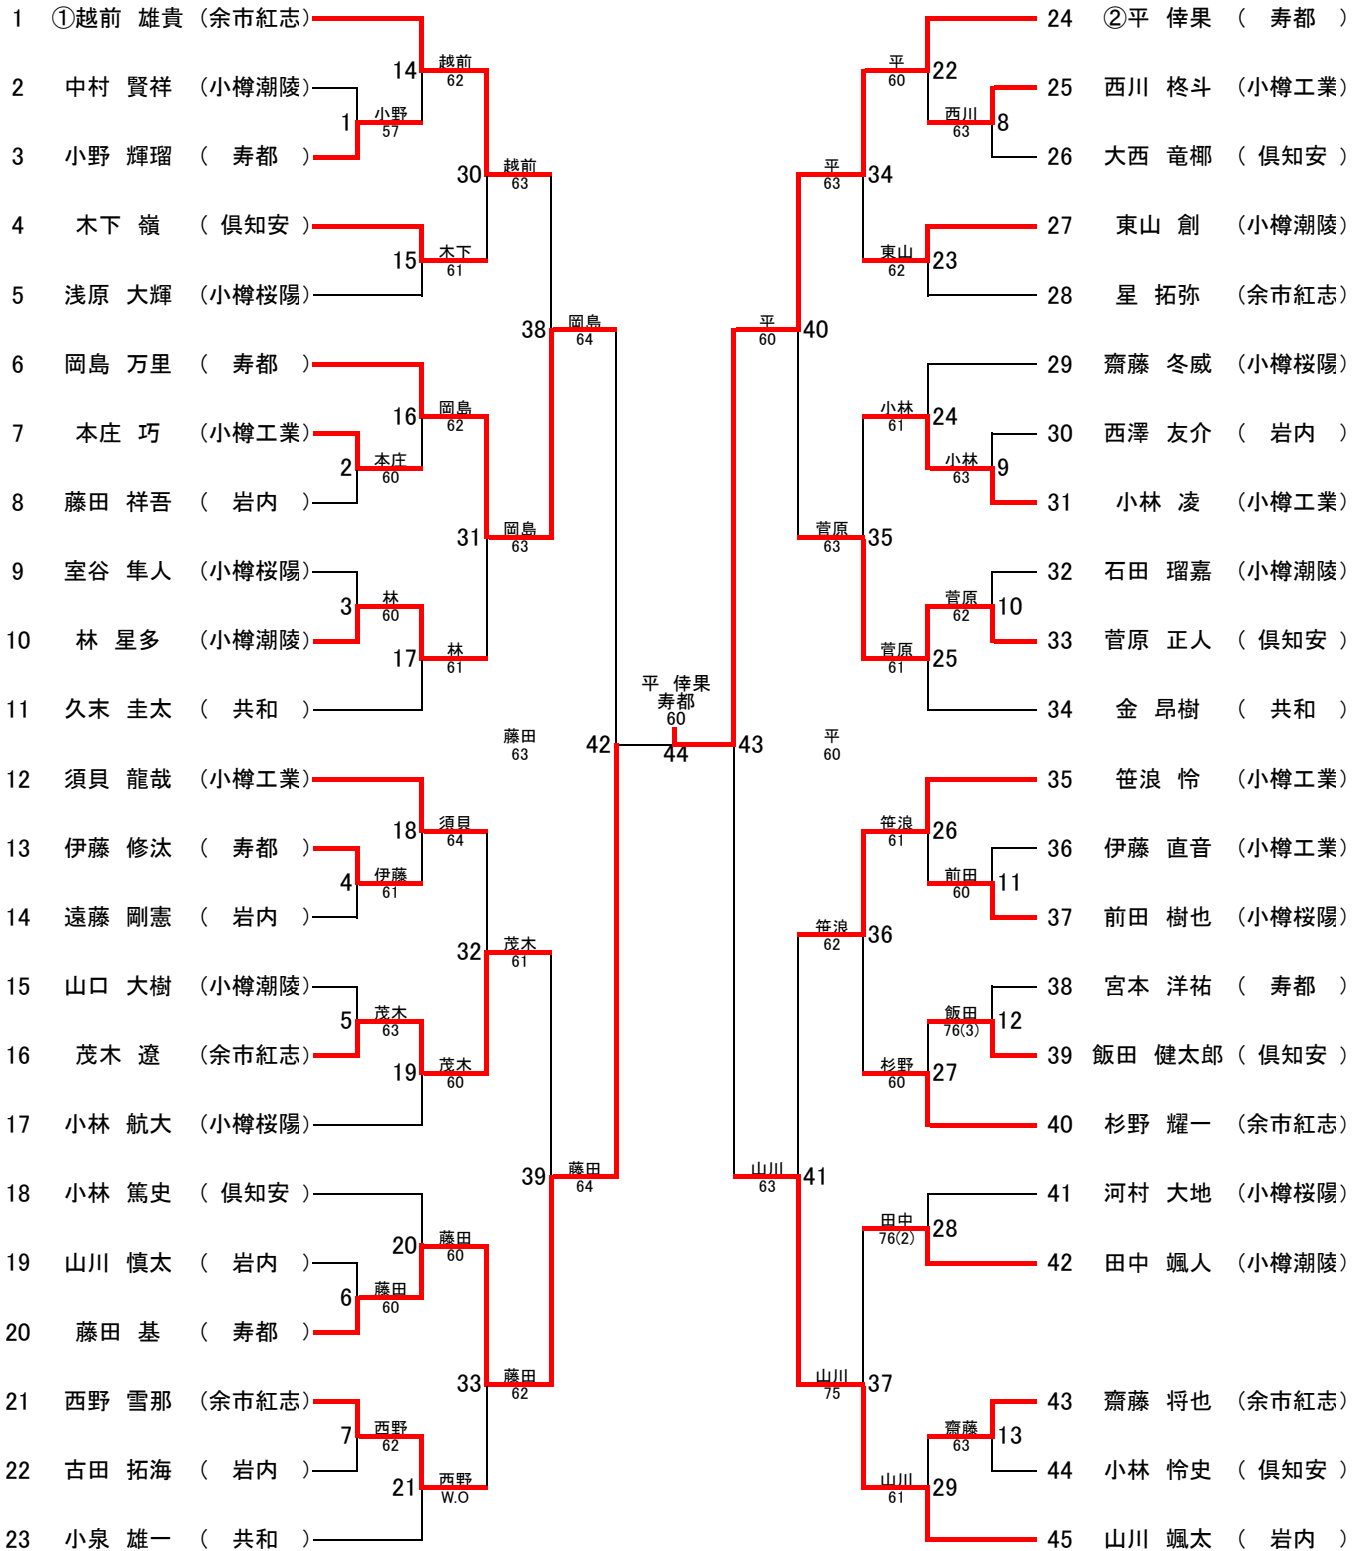 1 ①越前 雄貴 (余市紅志)
2 中村 賢祥 (小樽潮陵)
3 小野 輝瑠 ( 寿都 )
4 木下 嶺 ( 倶知安 )
5 浅原 大輝 (小樽桜陽)
6 岡島 万里 ( 寿都 )
7 本庄 巧 (小樽工業)
8 藤田 祥吾 ( 岩内 )
9 室谷 隼人 (小樽桜陽)
10 林 星多 (小樽潮陵)
11 久末 圭太 ( 共和 )
12 須貝 龍哉 (小樽工業)
13 伊藤 修汰 ( 寿都 )
14 遠藤 剛憲 ( 岩内 )
15 山口 大樹 (小樽潮陵)
16 茂木 遼 (余市紅志)
17 小林 航大 (小樽桜陽)
18 小林 篤史 ( 倶知安 )
19 山川 慎太 ( 岩内 )
20 藤田 基 ( 寿都 )
21 西野 雪那 (余市紅志)
22 古田 拓海 ( 岩内 )
23 小泉 雄一 ( 共和 )
1 小野
57
2 本庄
60
3 林
60
4 伊藤
61
5 茂木
63
6 藤田
60
7 西野
62
14 越前
62
15 木下
61
16 岡島
62
17 林
61
18 須貝
64
19 茂木
60
20 藤田
60
21 西野
W.O
30 越前
63
31 岡島
63
32 茂木
61
33 藤田
62
38 岡島
64
39 藤田
64
藤田
63
42
平 倖果
寿都
60
44
43
平
60
平
60
40
山川
63
41
平
63
34
菅原
63
35
笹浪
62
36
山川
75
37
平
60
22
東山
62
23
小林
61
24
菅原
61
25
笹浪
61
26
杉野
60
27
田中
76(2)
28
山川
61
29
西川
63
8
小林
63
9
菅原
62
10
前田
60
11
飯田
76(3)
12
齋藤
63
13
24 ②平 倖果 ( 寿都 )
25 西川 柊斗 (小樽工業)
26 大西 竜梛 ( 倶知安 )
27 東山 創 (小樽潮陵)
28 星 拓弥 (余市紅志)
29 齋藤 冬威 (小樽桜陽)
30 西澤 友介 ( 岩内 )
31 小林 凌 (小樽工業)
32 石田 瑠嘉 (小樽潮陵)
33 菅原 正人 ( 倶知安 )
34 金 昂樹 ( 共和 )
35 笹浪 怜 (小樽工業)
36 伊藤 直音 (小樽工業)
37 前田 樹也 (小樽桜陽)
38 宮本 洋祐 ( 寿都 )
39 飯田 健太郎 ( 倶知安 )
40 杉野 耀一 (余市紅志)
41 河村 大地 (小樽桜陽)
42 田中 颯人 (小樽潮陵)
43 齋藤 将也 (余市紅志)
44 小林 怜史 ( 倶知安 )
45 山川 颯太 ( 岩内 )